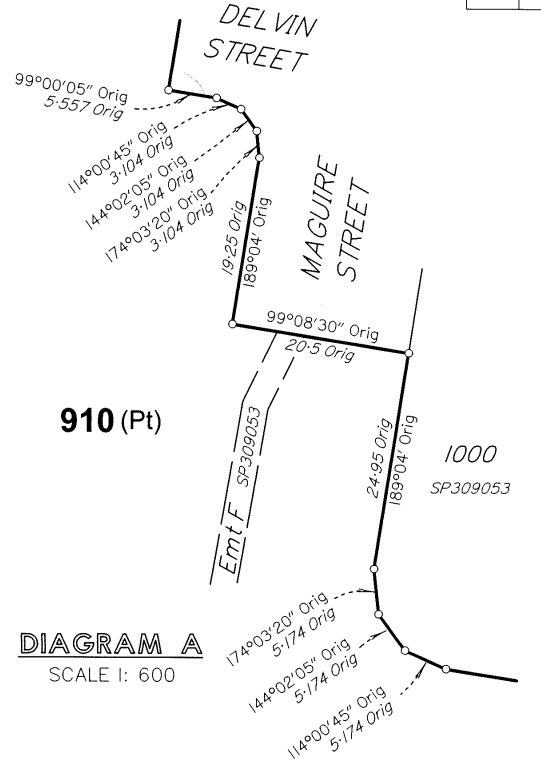 DELVIN
STREET
99°00'05" Orig
5·557 Orig
114°00'45" Orig
3·104 Orig
144°02'05" Orig
3·104 Orig
174°03'20" Orig
3·104 Orig
19·25 Orig
189°04' Orig
MAGUIRE
STREET
99°08'30" Orig
20·5 Orig
910 (Pt)
Emt F SP309053
24·95 Orig
189°04' Orig
1000
SP309053
174°03'20" Orig
5·174 Orig
144°02'05" Orig
5·174 Orig
114°00'45" Orig
5·174 Orig
DIAGRAM A
SCALE 1: 600